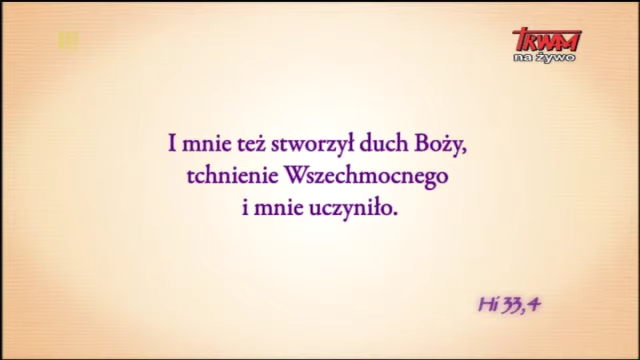 TRWAM
na żywo
I mnie też stworzył duch Boży,
tchnienie Wszechmocnego
i mnie uczyniło.
Hi 33,4